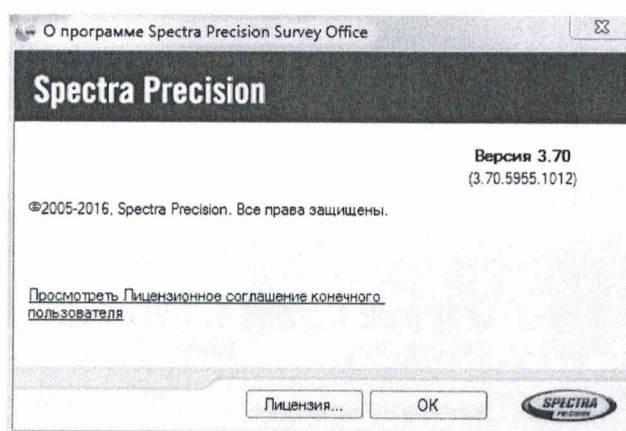 О программе Spectra Precision Survey Office
Spectra Precision
Версия 3.70
(3.70.5955.1012)
©2005-2016, Spectra Precision. Все права защищены.
Просмотреть Лицензионное соглашение конечного
пользователя
Лицензия...
OK
SPECTRA
PRECISION